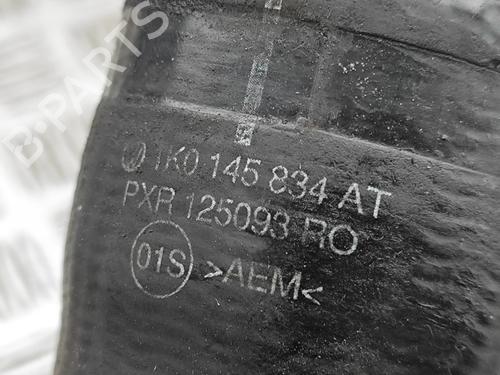 B-PARTS
1K0 145 834 AT
PXR 125093 RO
01S >AEM<